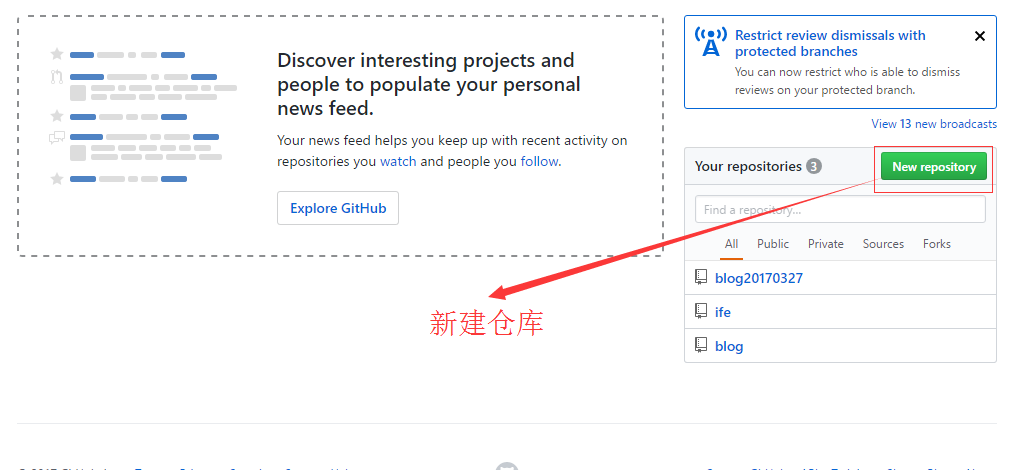 Discover interesting projects and
people to populate your personal
news feed.
Your news feed helps you keep up with recent activity on
repositories you watch and people you follow.
Explore GitHub
Restrict review dismissals with
protected branches
You can now restrict who is able to dismiss
reviews on your protected branch.
View 13 new broadcasts
Your repositories 3
New repository
Find a repository...
All Public Private Sources Forks
blog20170327
ife
blog
新建仓库